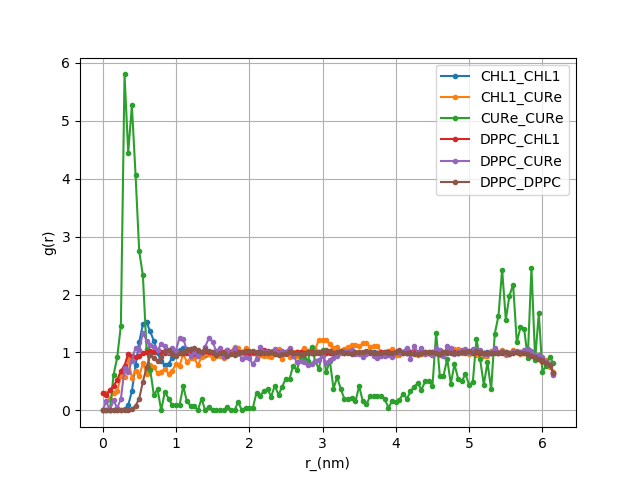 6
5
4
3
2
1
0
g(r)
0
1
2
3
4
5
6
r_(nm)
CHL1_CHL1
CHL1_CURe
CURe_CURe
DPPC_CHL1
DPPC_CURe
DPPC_DPPC